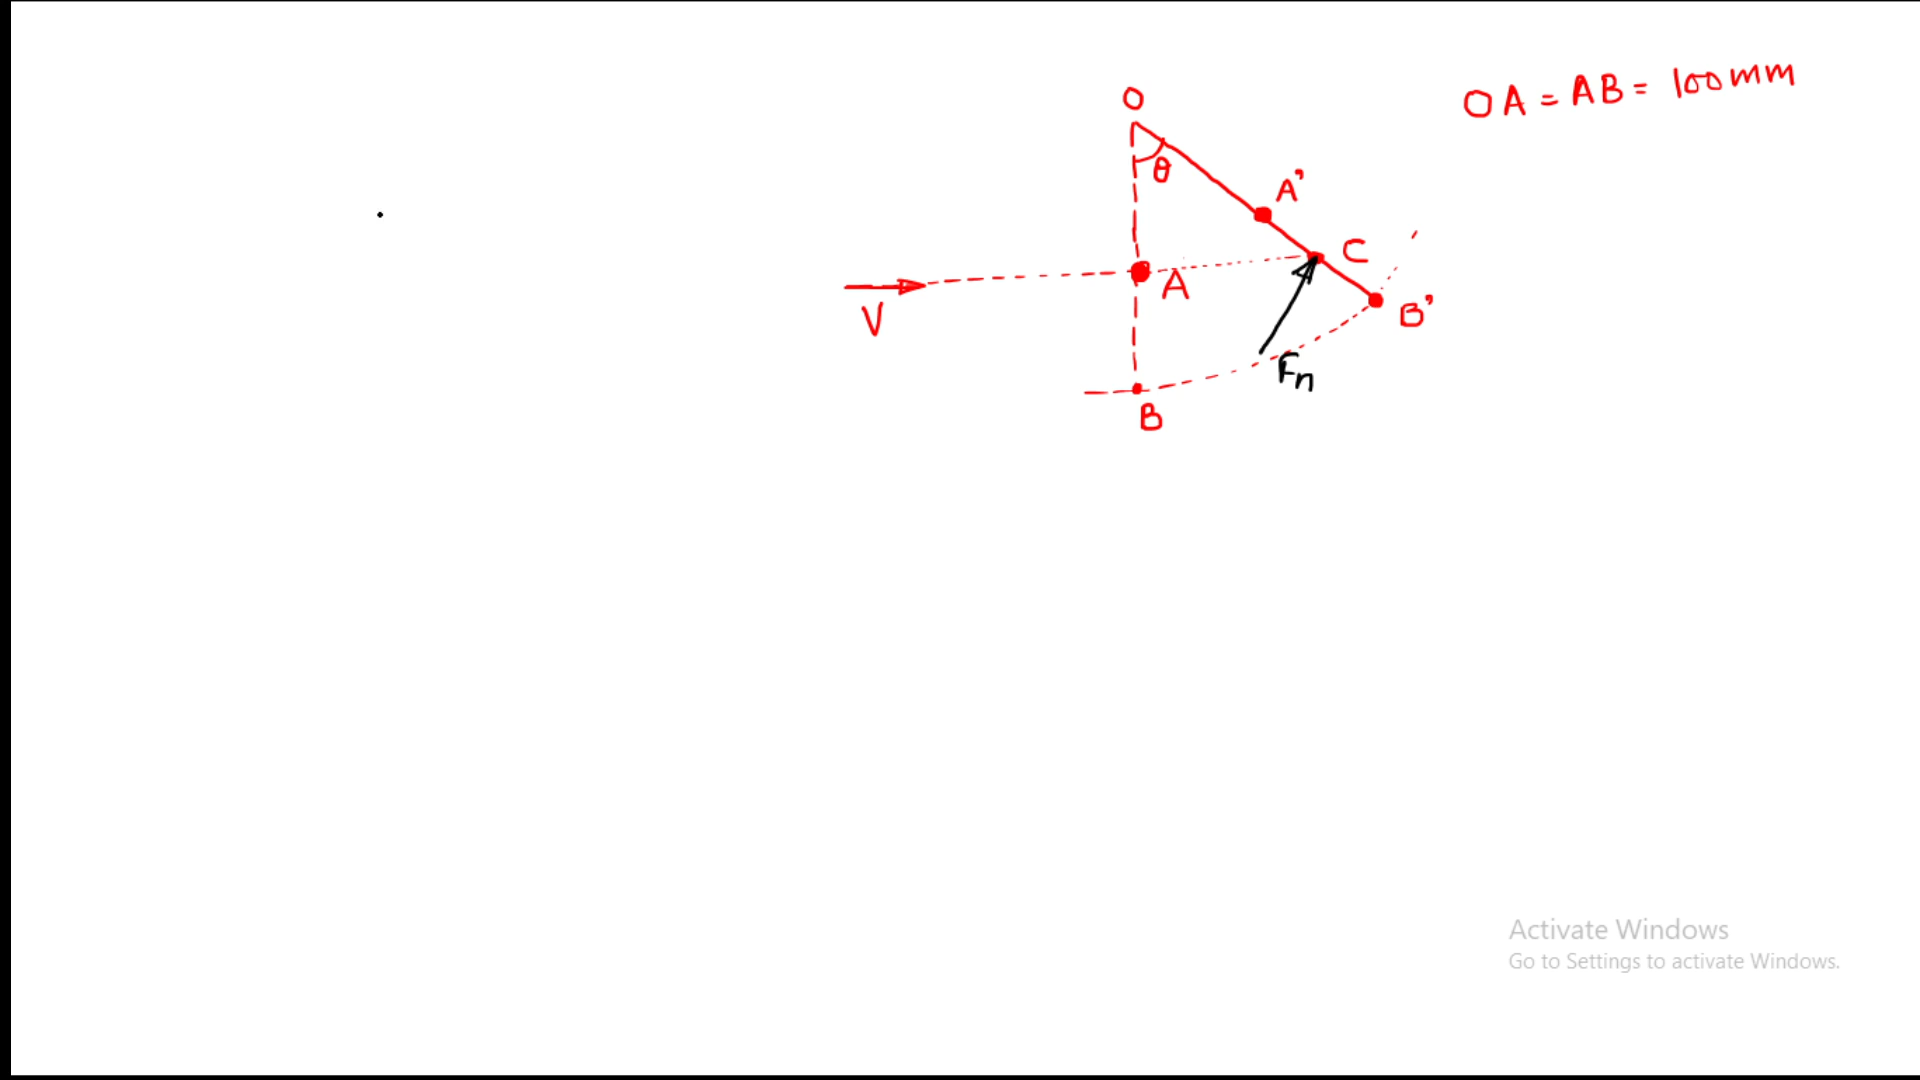 OA = AB = 100mm
O
θ
A'
C
A
V
B'
Fn
B
Activate Windows
Go to Settings to activate Windows.